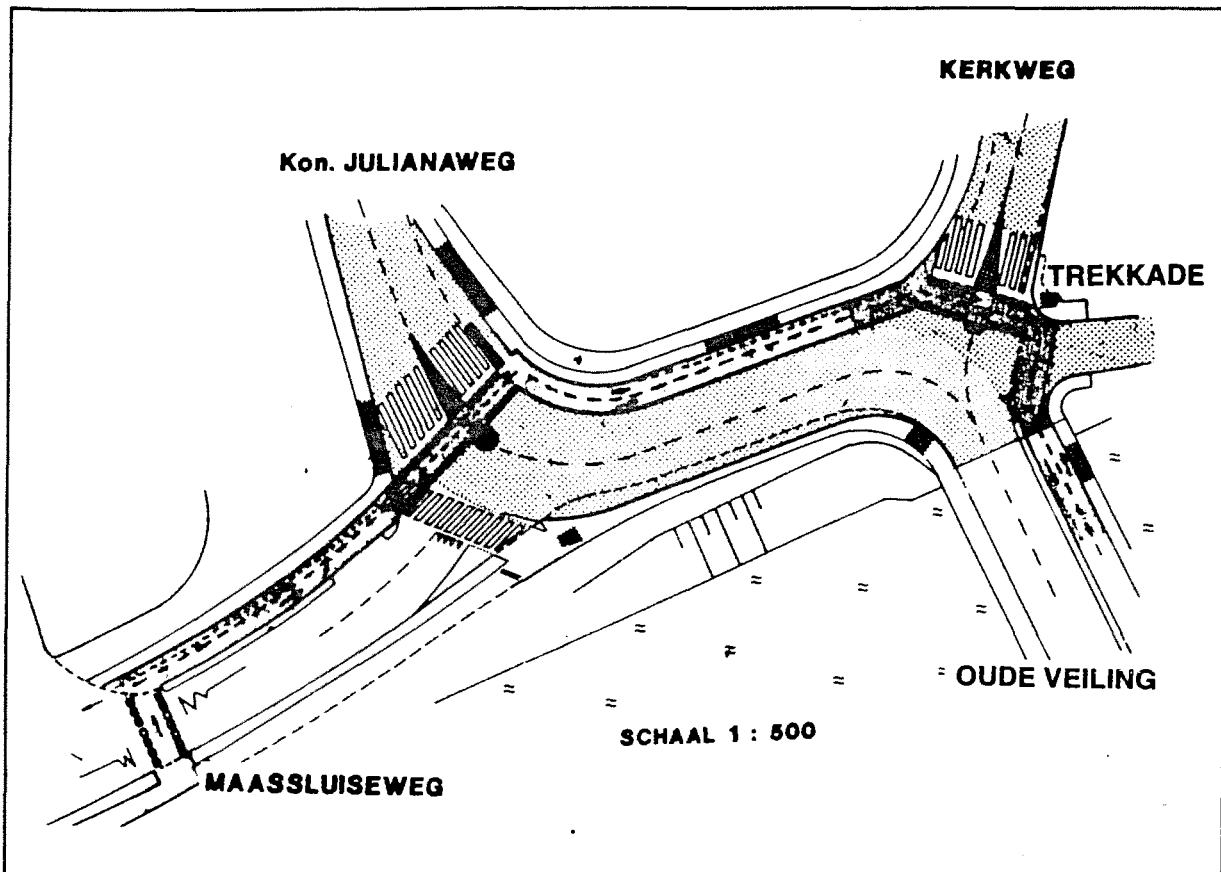 KERKWEG
Kon. JULIANAWEG
TREKKADE
OUDE VEILING
SCHAAL 1 : 500
MAASSLUISEWEG